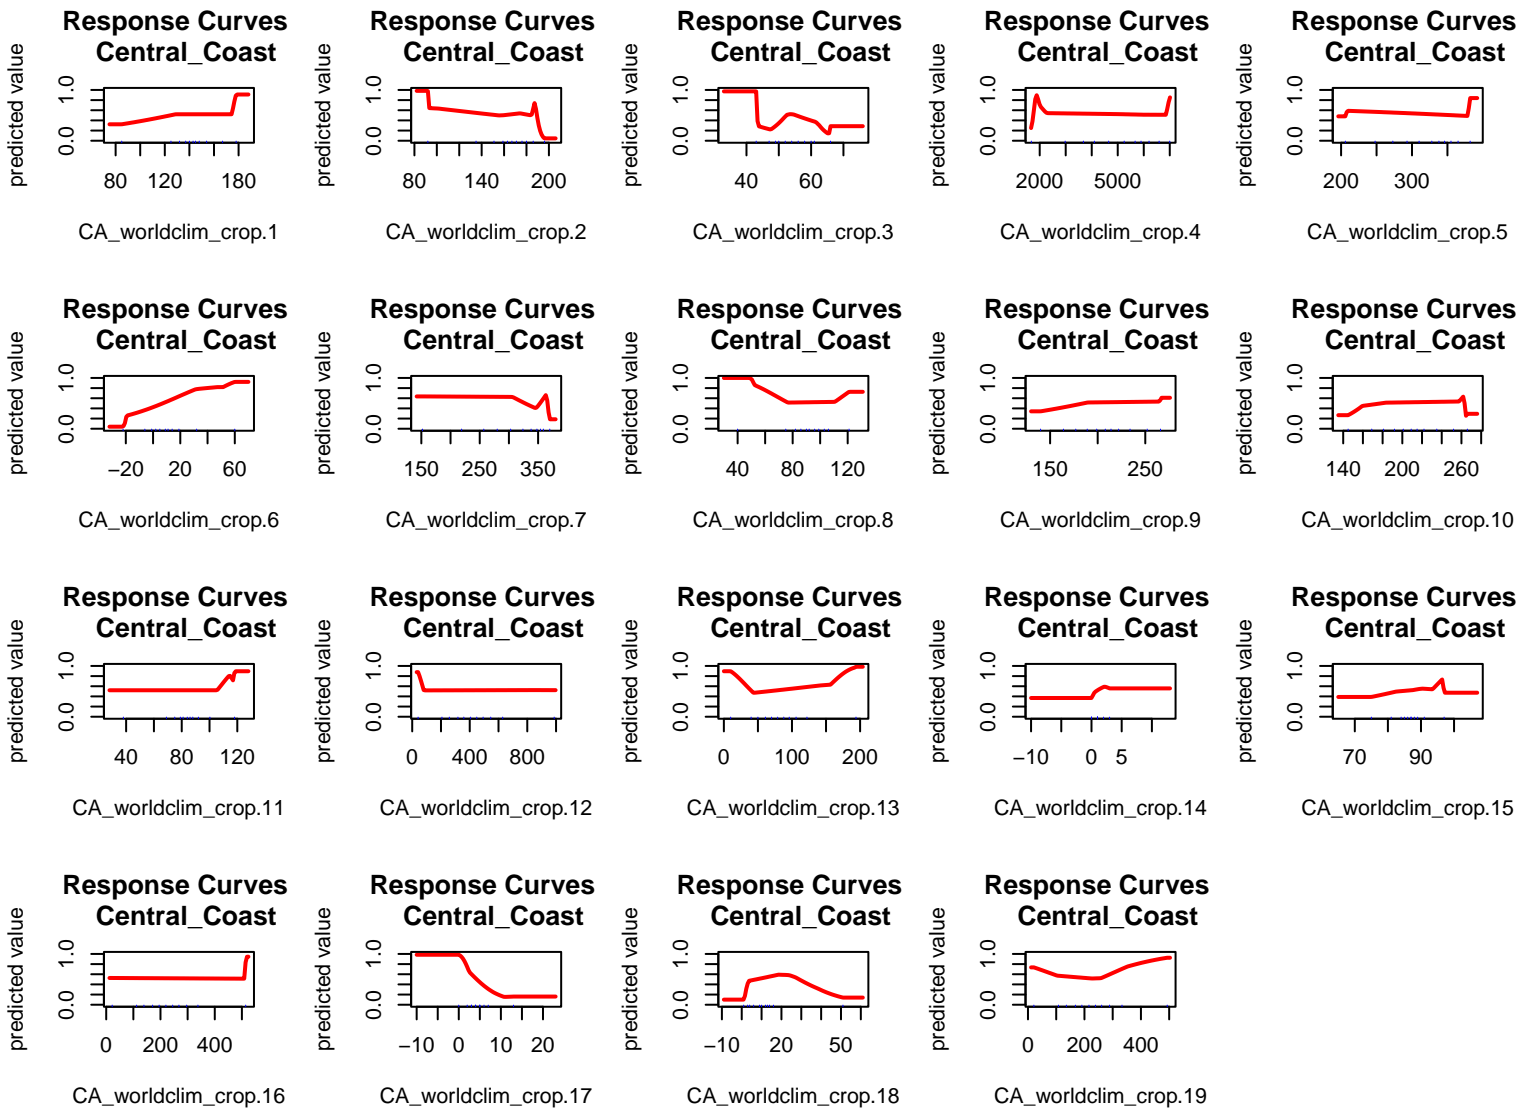 Response Curves
Central_Coast
predicted value
0.0 1.0
80 120 180
CA_worldclim_crop.1
Response Curves
Central_Coast
predicted value
0.0 1.0
80 140 200
CA_worldclim_crop.2
Response Curves
Central_Coast
predicted value
0.0 1.0
40 60
CA_worldclim_crop.3
Response Curves
Central_Coast
predicted value
0.0 1.0
2000 5000
CA_worldclim_crop.4
Response Curves
Central_Coast
predicted value
0.0 1.0
200 300
CA_worldclim_crop.5
Response Curves
Central_Coast
predicted value
0.0 1.0
−20 20 60
CA_worldclim_crop.6
Response Curves
Central_Coast
predicted value
0.0 1.0
150 250 350
CA_worldclim_crop.7
Response Curves
Central_Coast
predicted value
0.0 1.0
40 80 120
CA_worldclim_crop.8
Response Curves
Central_Coast
predicted value
0.0 1.0
150 250
CA_worldclim_crop.9
Response Curves
Central_Coast
predicted value
0.0 1.0
140 200 260
CA_worldclim_crop.10
Response Curves
Central_Coast
predicted value
0.0 1.0
40 80 120
CA_worldclim_crop.11
Response Curves
Central_Coast
predicted value
0.0 1.0
0 400 800
CA_worldclim_crop.12
Response Curves
Central_Coast
predicted value
0.0 1.0
0 100 200
CA_worldclim_crop.13
Response Curves
Central_Coast
predicted value
0.0 1.0
−10 0 5
CA_worldclim_crop.14
Response Curves
Central_Coast
predicted value
0.0 1.0
70 90
CA_worldclim_crop.15
Response Curves
Central_Coast
predicted value
0.0 1.0
0 200 400
CA_worldclim_crop.16
Response Curves
Central_Coast
predicted value
0.0 1.0
−10 0 10 20
CA_worldclim_crop.17
Response Curves
Central_Coast
predicted value
0.0 1.0
−10 20 50
CA_worldclim_crop.18
Response Curves
Central_Coast
predicted value
0.0 1.0
0 200 400
CA_worldclim_crop.19